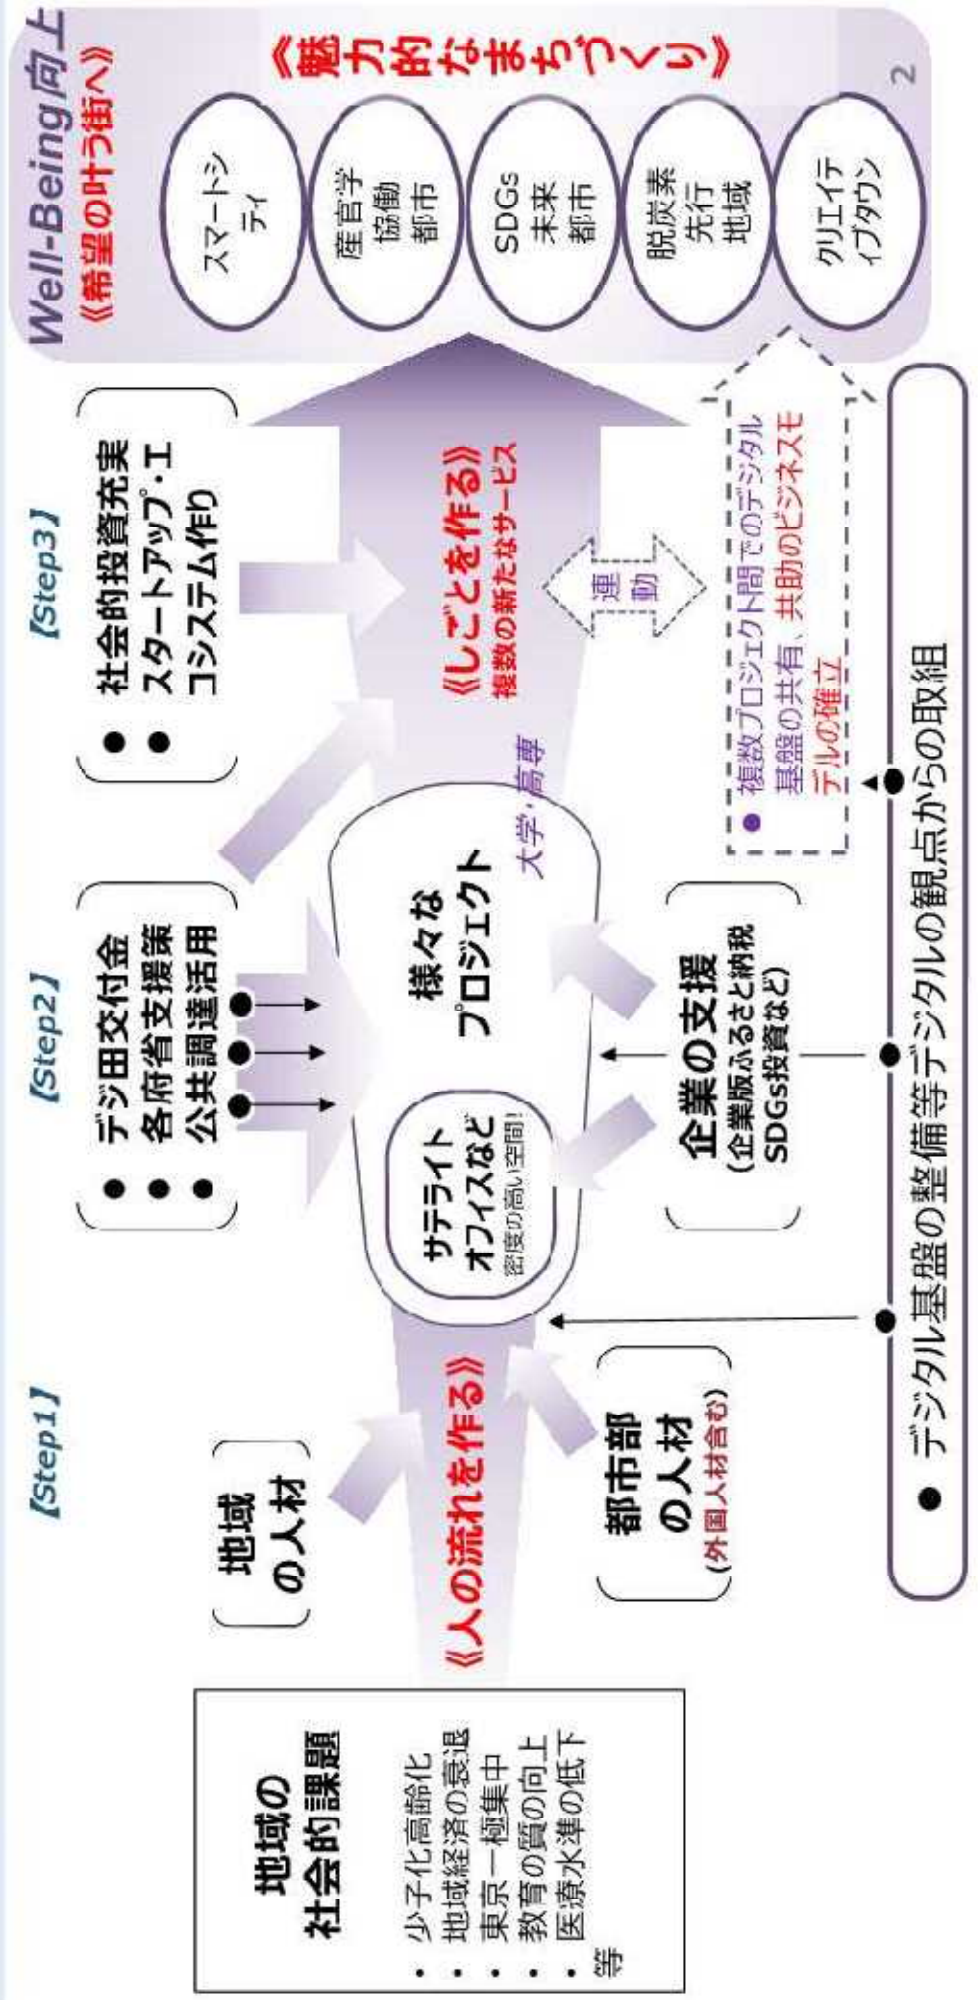 地域の
社会的課題
・ 少子化高齢化
・ 地域経済の衰退
・ 東京一極集中
・ 教育の質の向上
・ 医療水準の低下
等
【Step1】
地域
の人材
《人の流れを作る》
都市部
の人材
(外国人材含む)
【Step2】
● デジ田交付金
● 各府省支援策
● 公共調達活用
サテライト
オフィスなど
密度の高い空間!
様々な
プロジェクト
大学・高専
企業の支援
(企業版ふるさと納税
SDGs投資など)
【Step3】
● 社会的投資充実
● スタートアップ・エ
コシステム作り
《しごとを作る》
複数の新たなサービス
連
動
● 複数プロジェクト間でのデジタル
基盤の共有、共助のビジネスモ
デルの確立
● デジタル基盤の整備等デジタルの観点からの取組
Well-Being向上
《希望の叶う街へ》
スマートシ
ティ
産官学
協働
都市
SDGs
未来
都市
脱炭素
先行
地域
クリエイテ
ィブタウン
《魅力的なまちづくり》
2